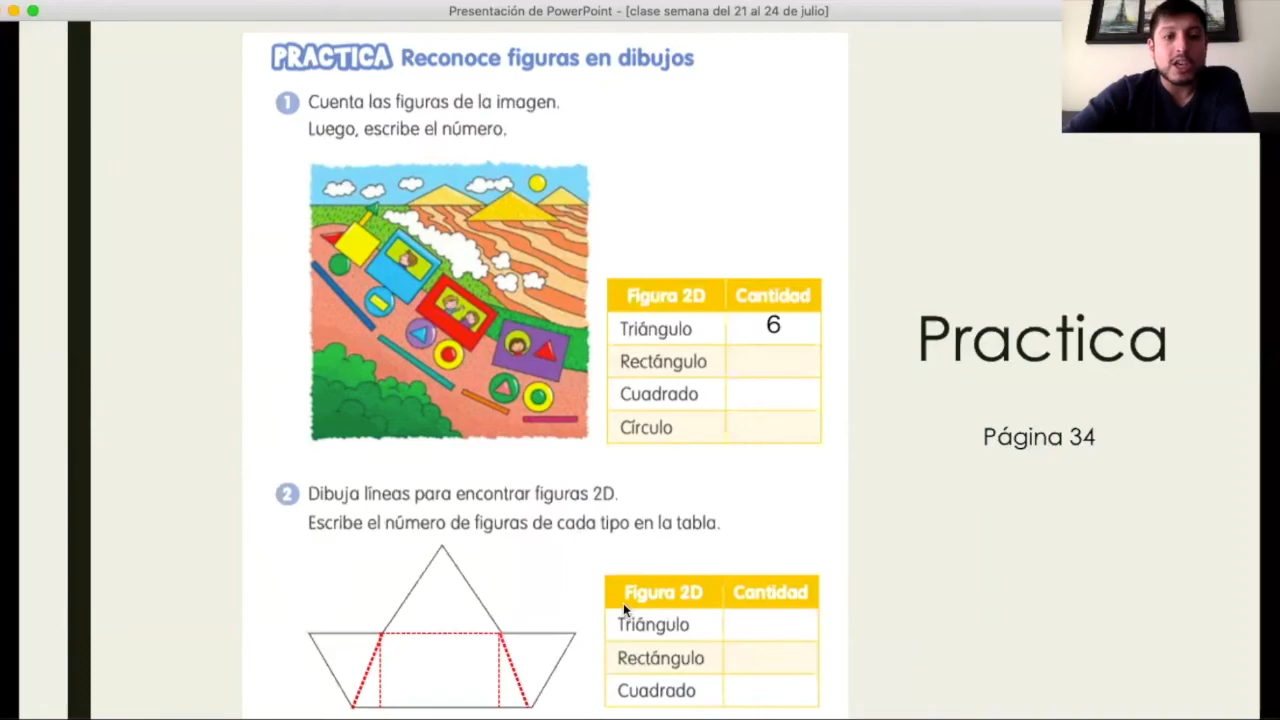 Presentación de PowerPoint - [clase semana del 21 al 24 de julio]
PRACTICA Reconoce figuras en dibujos
1 Cuenta las figuras de la imagen.
Luego, escribe el número.
Figura 2D Cantidad
Triángulo 6
Rectángulo
Cuadrado
Círculo
2 Dibuja líneas para encontrar figuras 2D.
Escribe el número de figuras de cada tipo en la tabla.
Figura 2D Cantidad
Triángulo
Rectángulo
Cuadrado
Practica
Página 34